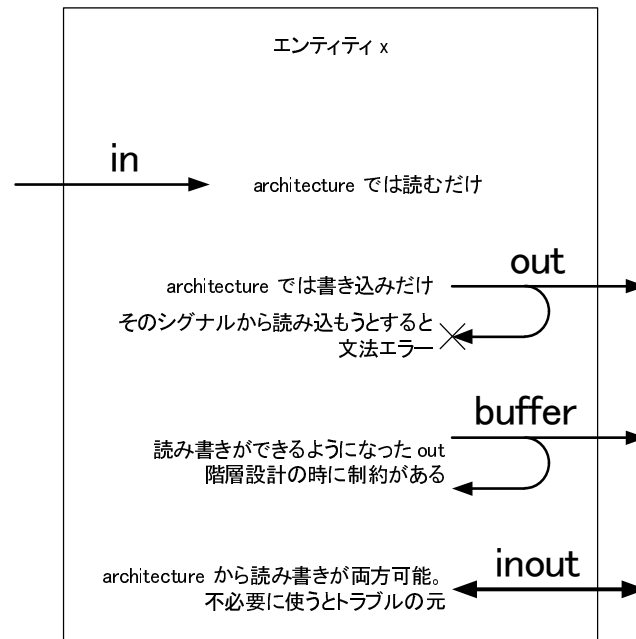 エンティティ x
in
architecture では読むだけ
out
architecture では書き込みだけ
そのシグナルから読み込もうとすると
文法エラー
buffer
読み書きができるようになった out
階層設計の時に制約がある
inout
architecture から読み書きが両方可能。
不必要に使うとトラブルの元